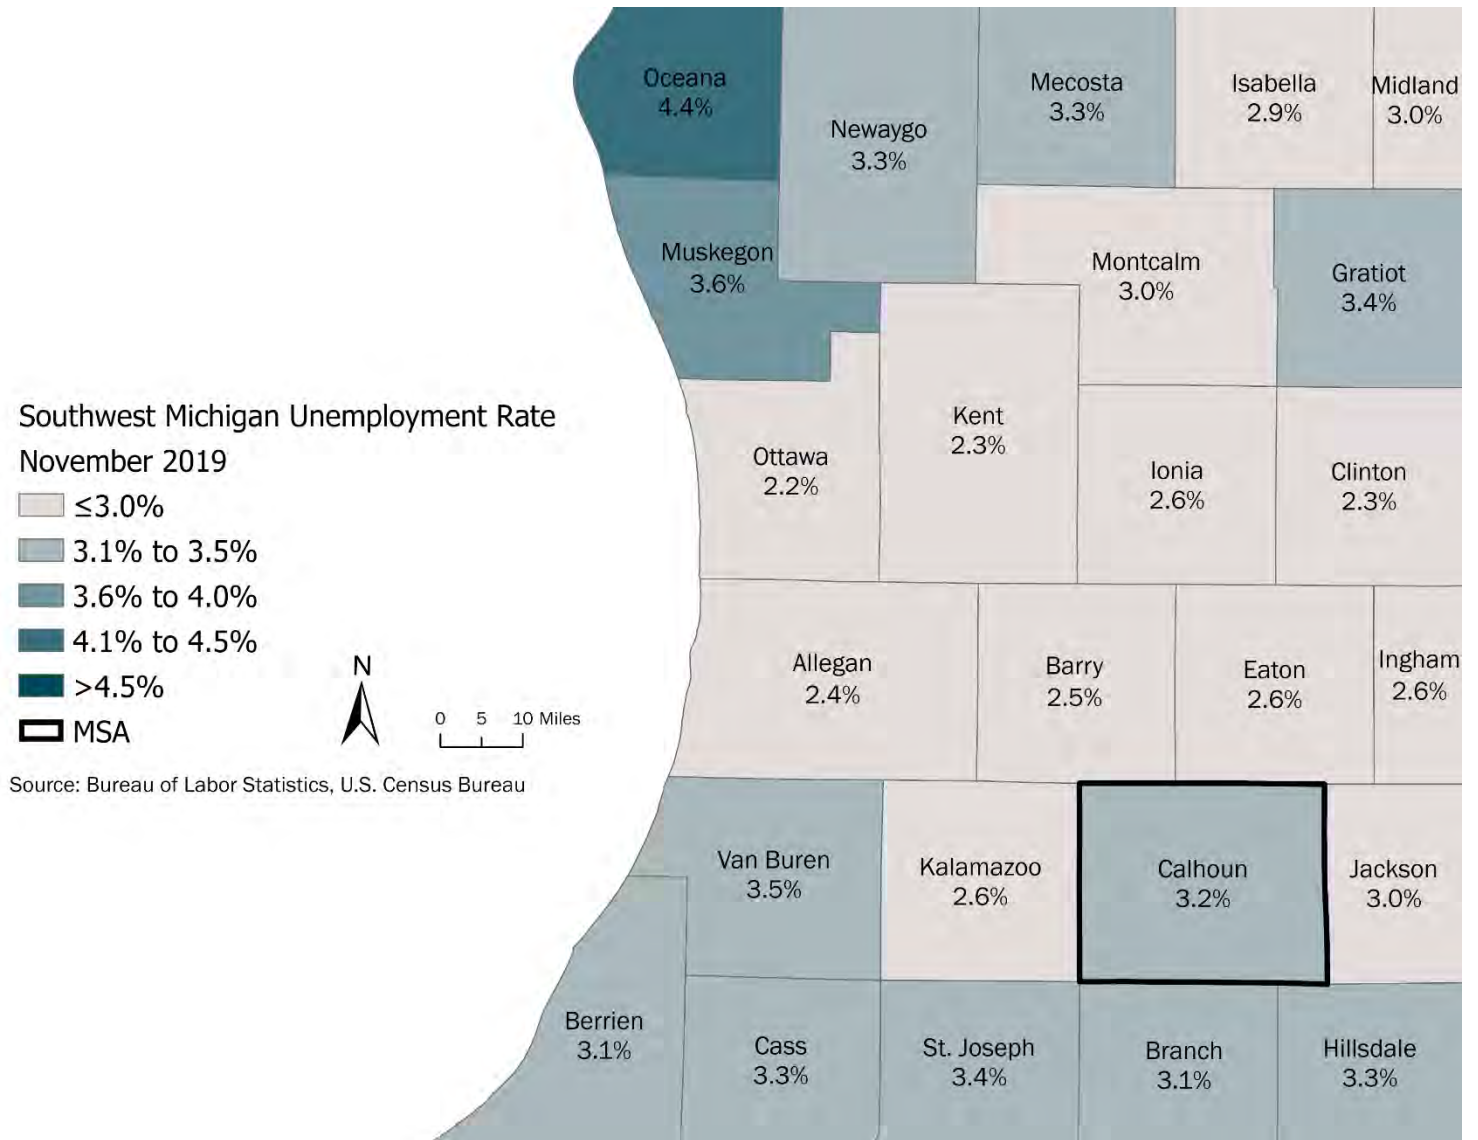 Oceana
4.4%
Newaygo
3.3%
Mecosta
3.3%
Isabella
2.9%
Midland
3.0%
Muskegon
3.6%
Montcalm
3.0%
Gratiot
3.4%
Southwest Michigan Unemployment Rate
November 2019
≤3.0%
3.1% to 3.5%
3.6% to 4.0%
4.1% to 4.5%
>4.5%
MSA
N
0 5 10 Miles
Source: Bureau of Labor Statistics, U.S. Census Bureau
Ottawa
2.2%
Kent
2.3%
Ionia
2.6%
Clinton
2.3%
Allegan
2.4%
Barry
2.5%
Eaton
2.6%
Ingham
2.6%
Van Buren
3.5%
Kalamazoo
2.6%
Calhoun
3.2%
Jackson
3.0%
Berrien
3.1%
Cass
3.3%
St. Joseph
3.4%
Branch
3.1%
Hillsdale
3.3%